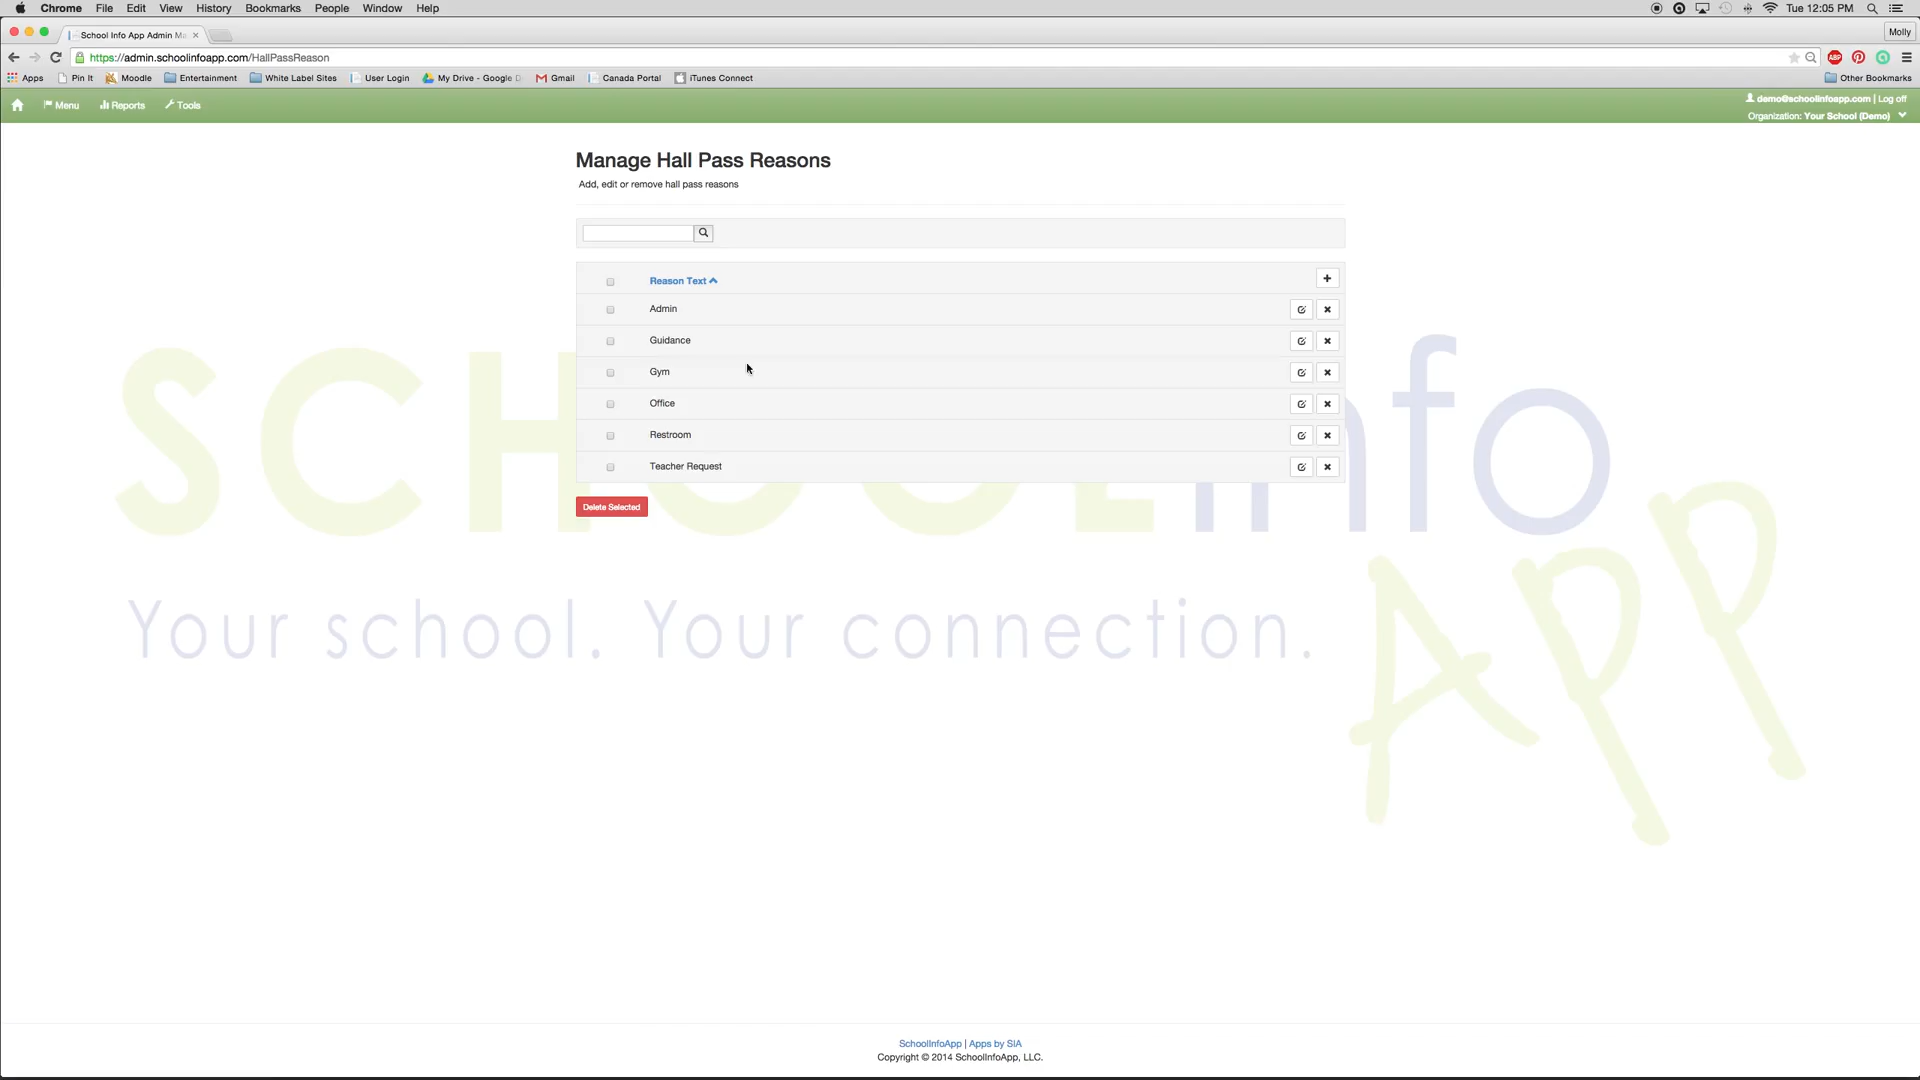 Chrome File Edit View History Bookmarks People Window Help Tue 12:05 PM
School Info App Admin Ma Molly
https://admin.schoolinfoapp.com/HallPassReason
Apps Pin It Moodle Entertainment White Label Sites User Login My Drive - Google D Gmail Canada Portal iTunes Connect Other Bookmarks
Menu Reports Tools demo@schoolinfoapp.com | Log off
Organization: Your School (Demo)
Manage Hall Pass Reasons
Add, edit or remove hall pass reasons
Reason Text
Admin
Guidance
Gym
Office
Restroom
Teacher Request
Delete Selected
SCHOOLinfo
APP
Your school. Your connection.
SchoolInfoApp | Apps by SIA
Copyright © 2014 SchoolInfoApp, LLC.